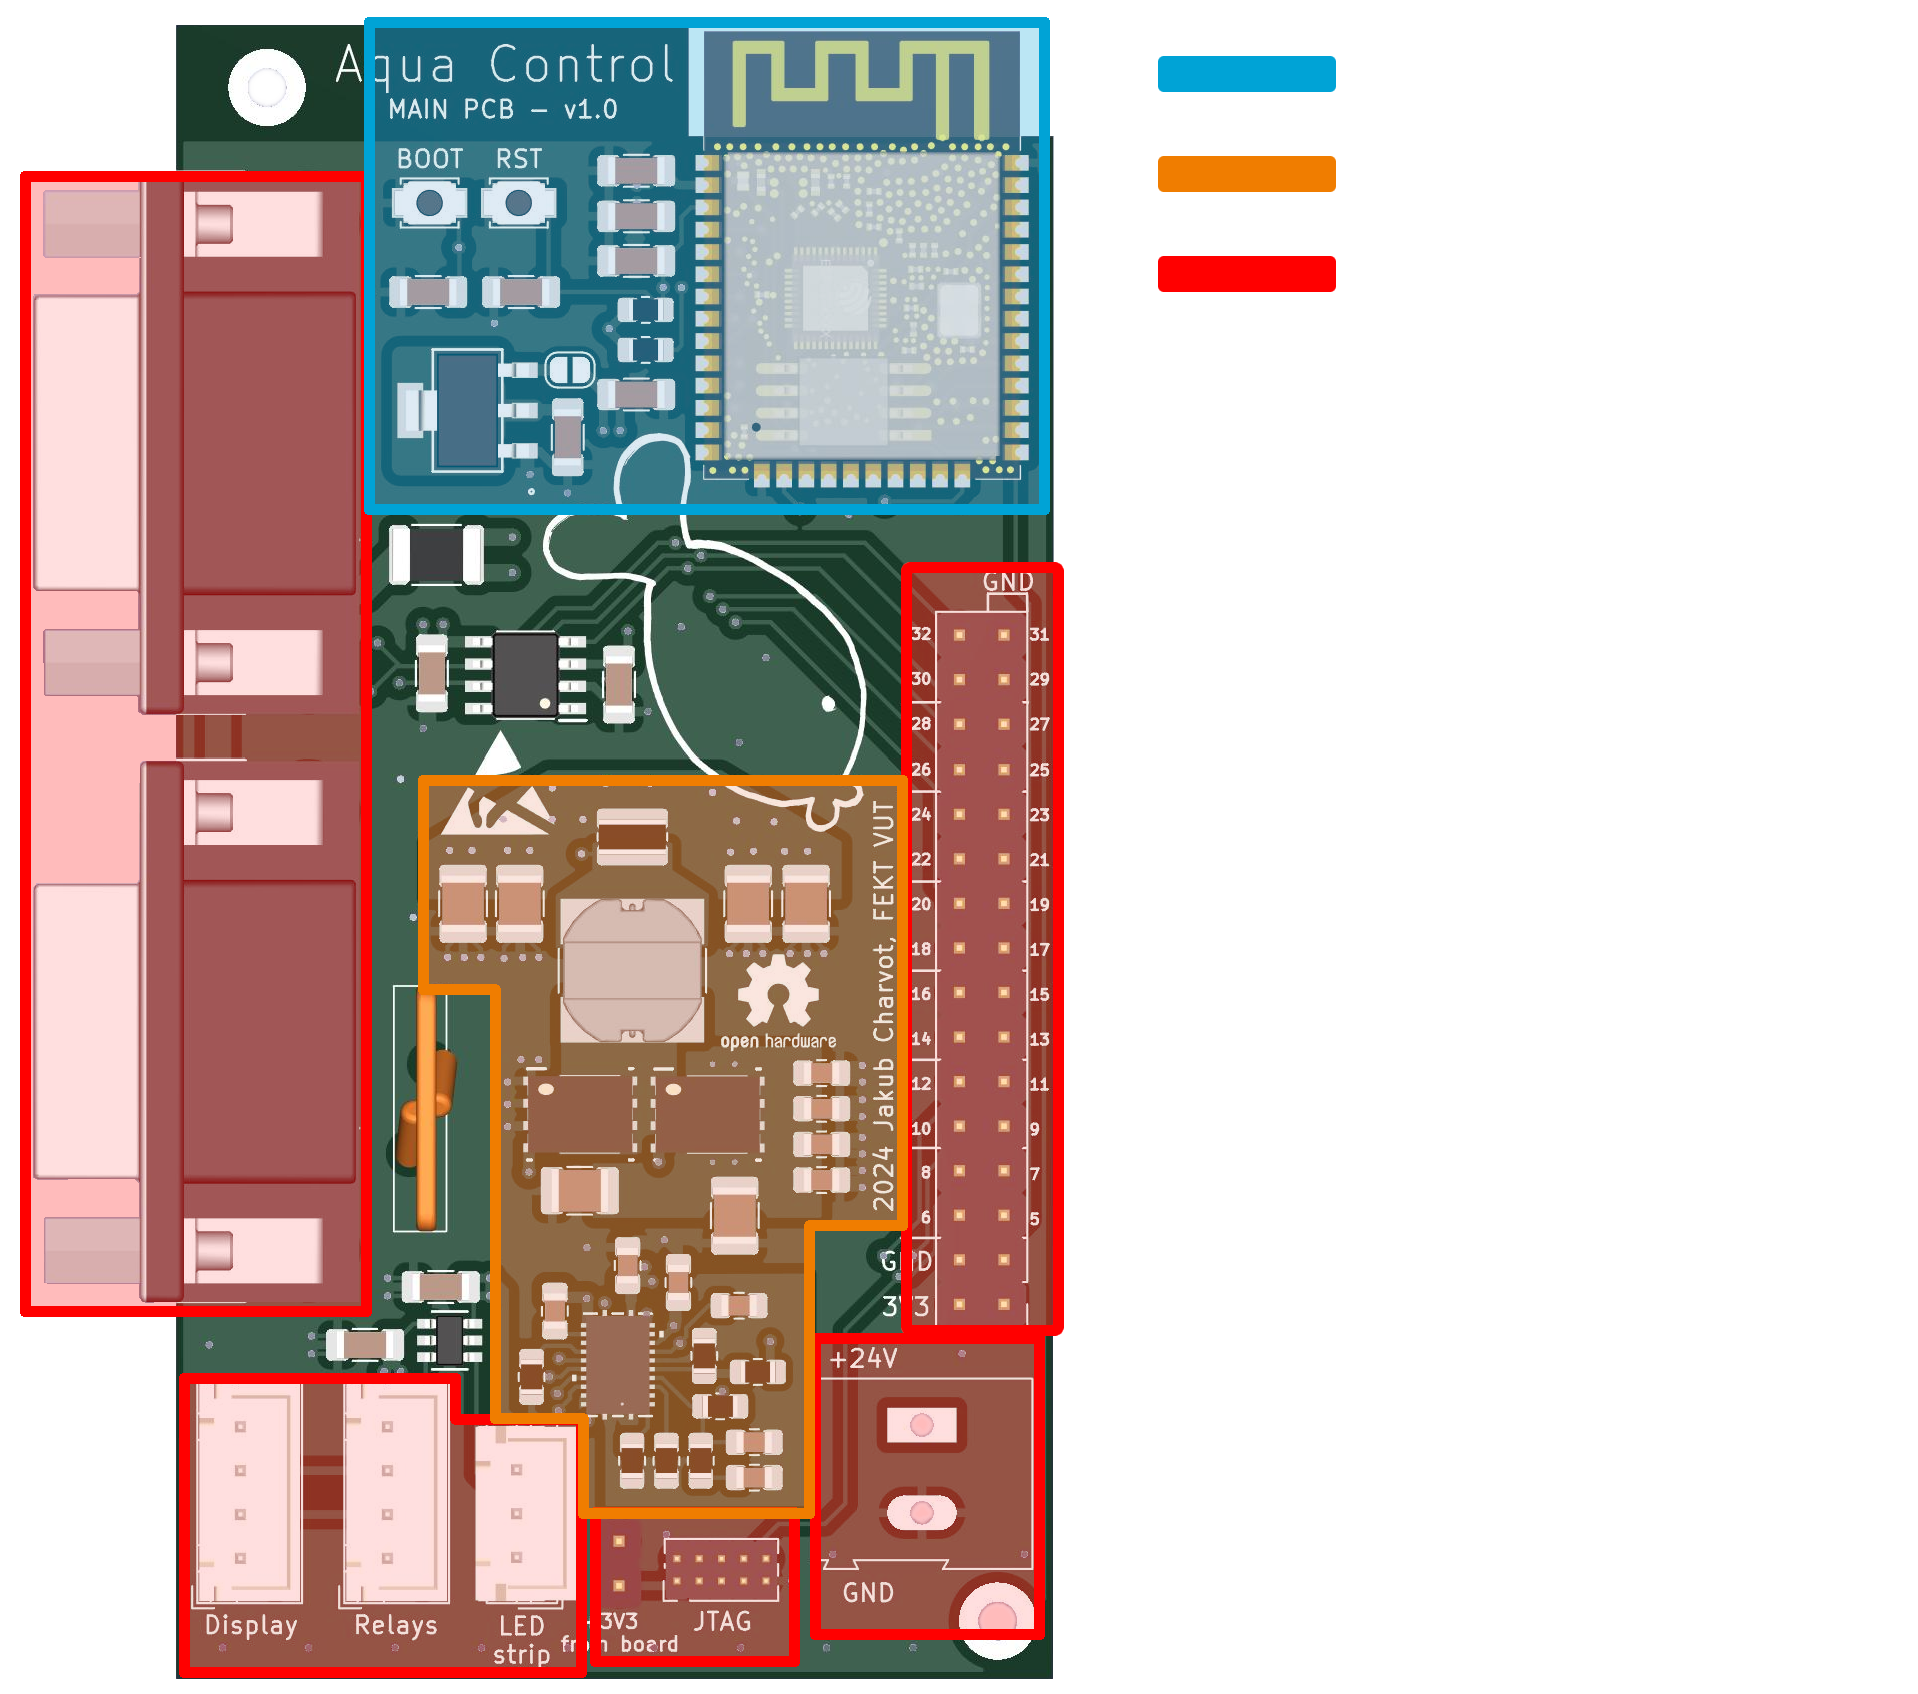 Aqua Control
MAIN PCB – v1.0
BOOT RST
GND
32 31
30 29
28 27
26 25
24 23
22 21
20 19
18 17
16 15
14 13
12 11
10 9
8 7
6 5
GND
3V3
open hardware
2024 Jakub Charvot, FEKT VUT
+24V
GND
Display
Relays
LED
strip
3V3
from board
JTAG